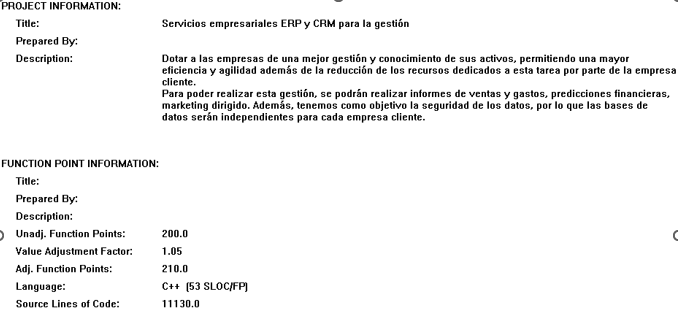 PROJECT INFORMATION:
Title: Servicios empresariales ERP y CRM para la gestión
Prepared By:
Description: Dotar a las empresas de una mejor gestión y conocimiento de sus activos, permitiendo una mayor
eficiencia y agilidad además de la reducción de los recursos dedicados a esta tarea por parte de la empresa
cliente.
Para poder realizar esta gestión, se podrán realizar informes de ventas y gastos, predicciones financieras,
marketing dirigido. Además, tenemos como objetivo la seguridad de los datos, por lo que las bases de
datos serán independientes para cada empresa cliente.
FUNCTION POINT INFORMATION:
Title:
Prepared By:
Description:
Unadj. Function Points: 200.0
Value Adjustment Factor: 1.05
Adj. Function Points: 210.0
Language: C++ (53 SLOC/FP)
Source Lines of Code: 11130.0